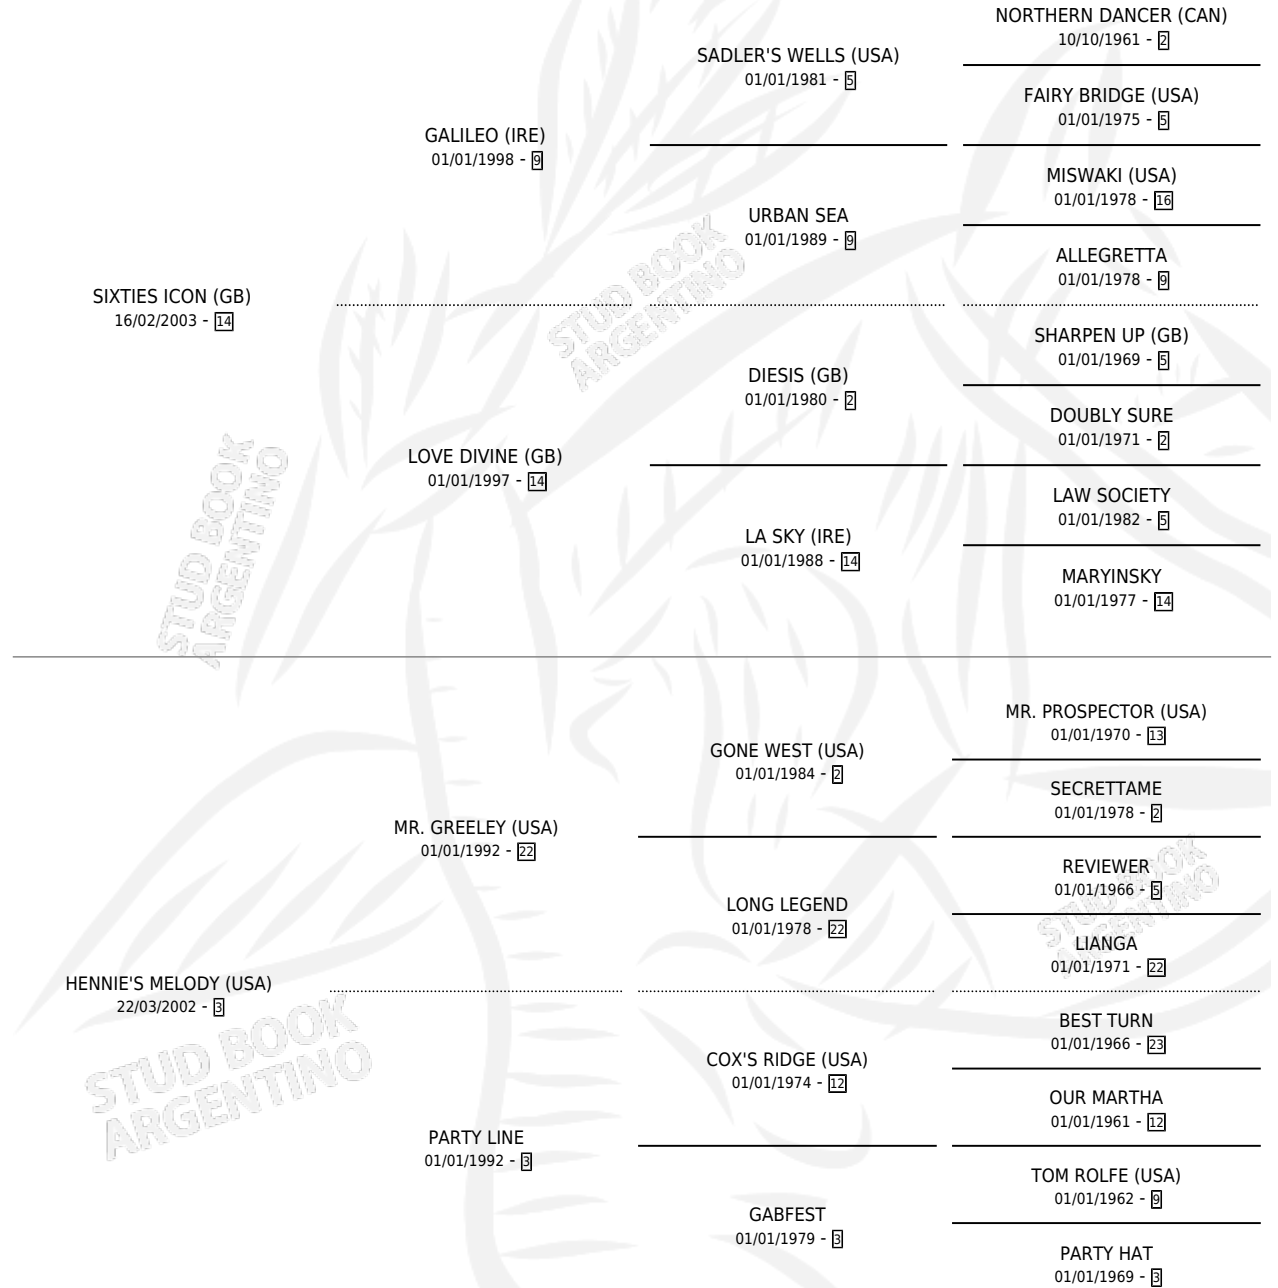 NORTHERN DANCER (CAN)
10/10/1961 - 2
SADLER'S WELLS (USA)
01/01/1981 - 5
FAIRY BRIDGE (USA)
01/01/1975 - 5
GALILEO (IRE)
01/01/1998 - 9
MISWAKI (USA)
01/01/1978 - 16
URBAN SEA
01/01/1989 - 9
ALLEGRETTA
01/01/1978 - 9
SIXTIES ICON (GB)
16/02/2003 - 14
STUD BOOK
ARGENTINO
SHARPEN UP (GB)
01/01/1969 - 5
DIESIS (GB)
01/01/1980 - 2
DOUBLY SURE
01/01/1971 - 2
LOVE DIVINE (GB)
01/01/1997 - 14
LAW SOCIETY
01/01/1982 - 5
LA SKY (IRE)
01/01/1988 - 14
MARYINSKY
01/01/1977 - 14
STUD BOOK
ARGENTINO
MR. PROSPECTOR (USA)
01/01/1970 - 13
GONE WEST (USA)
01/01/1984 - 2
SECRETTAME
01/01/1978 - 2
MR. GREELEY (USA)
01/01/1992 - 22
REVIEWER
01/01/1966 - 5
LONG LEGEND
01/01/1978 - 22
LIANGA
01/01/1971 - 22
STUD BOOK
ARGENTINO
HENNIE'S MELODY (USA)
22/03/2002 - 3
STUD BOOK
ARGENTINO
BEST TURN
01/01/1966 - 23
COX'S RIDGE (USA)
01/01/1974 - 12
OUR MARTHA
01/01/1961 - 12
PARTY LINE
01/01/1992 - 3
TOM ROLFE (USA)
01/01/1962 - 9
GABFEST
01/01/1979 - 3
PARTY HAT
01/01/1969 - 3